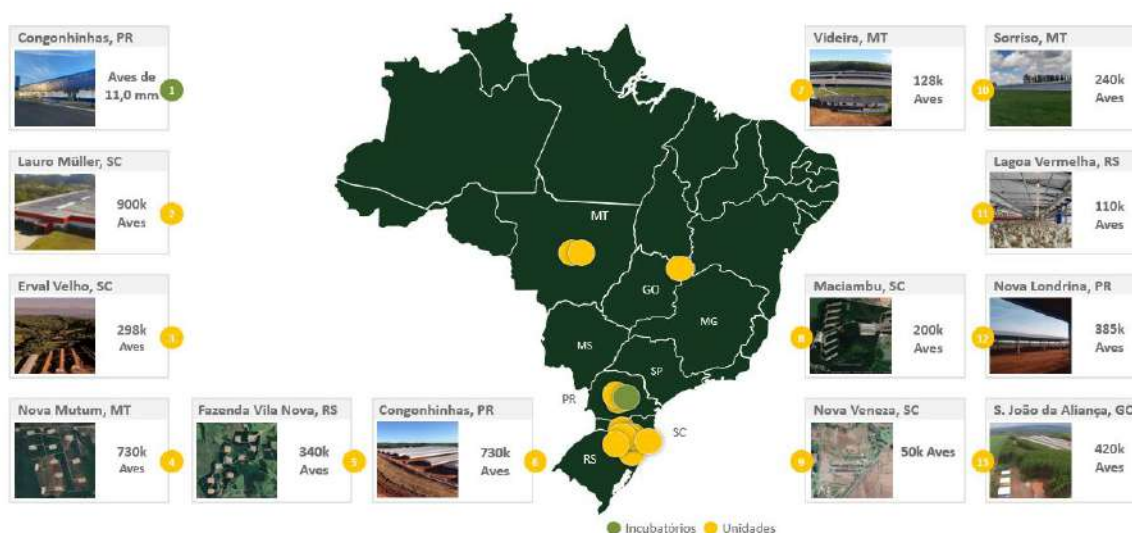 Congonhinhas, PR
Aves de
11,0 mm
1
Lauro Müller, SC
900k
Aves
2
Erval Velho, SC
298k
Aves
3
Nova Mutum, MT
730k
Aves
4
Fazenda Vila Nova, RS
340k
Aves
5
Congonhinhas, PR
730k
Aves
6
MT
GO
MG
MS
SP
PR
SC
RS
Incubatórios
Unidades
Videira, MT
128k
Aves
7
Maciambu, SC
200k
Aves
8
Nova Veneza, SC
50k Aves
9
Sorriso, MT
240k
Aves
10
Lagoa Vermelha, RS
110k
Aves
11
Nova Londrina, PR
385k
Aves
12
S. João da Aliança, GO
420k
Aves
13